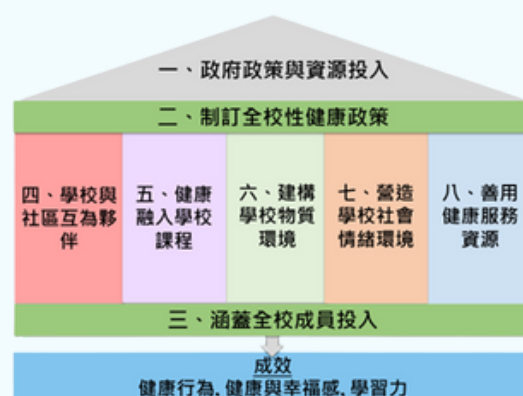 一、政府政策與資源投入
二、制訂全校性健康政策
四、學校與
社區互為夥
伴
五、健康
融入學校
課程
六、建構
學校物質
環境
七、營造
學校社會
情緒環境
八、善用
健康服務
資源
三、涵蓋全校成員投入
成效
健康行為, 健康與幸福感, 學習力